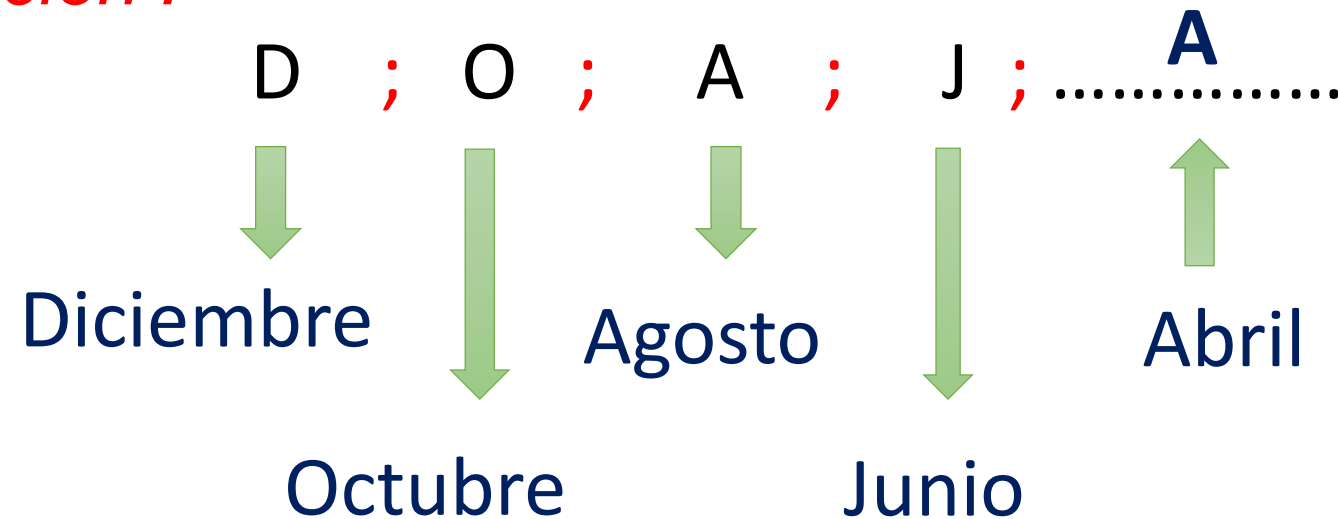 D ; O ; A ; J ; ...............
A
Diciembre
Agosto
Abril
Octubre
Junio